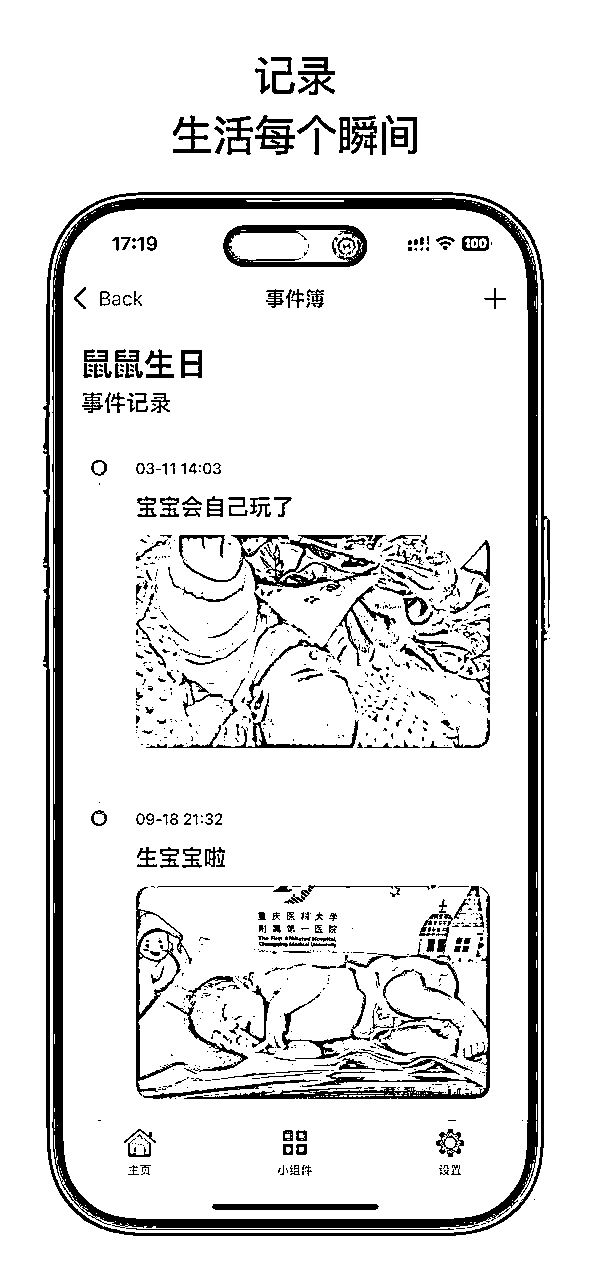 记录
生活每个瞬间
17:19
100
Back
事件簿
鼠鼠生日
事件记录
03-11 14:03
宝宝会自己玩了
09-18 21:32
生宝宝啦
重庆医科大学
附属第一医院
The First Affiliated Hospital,
Chongqing Medical University
主页
小组件
设置